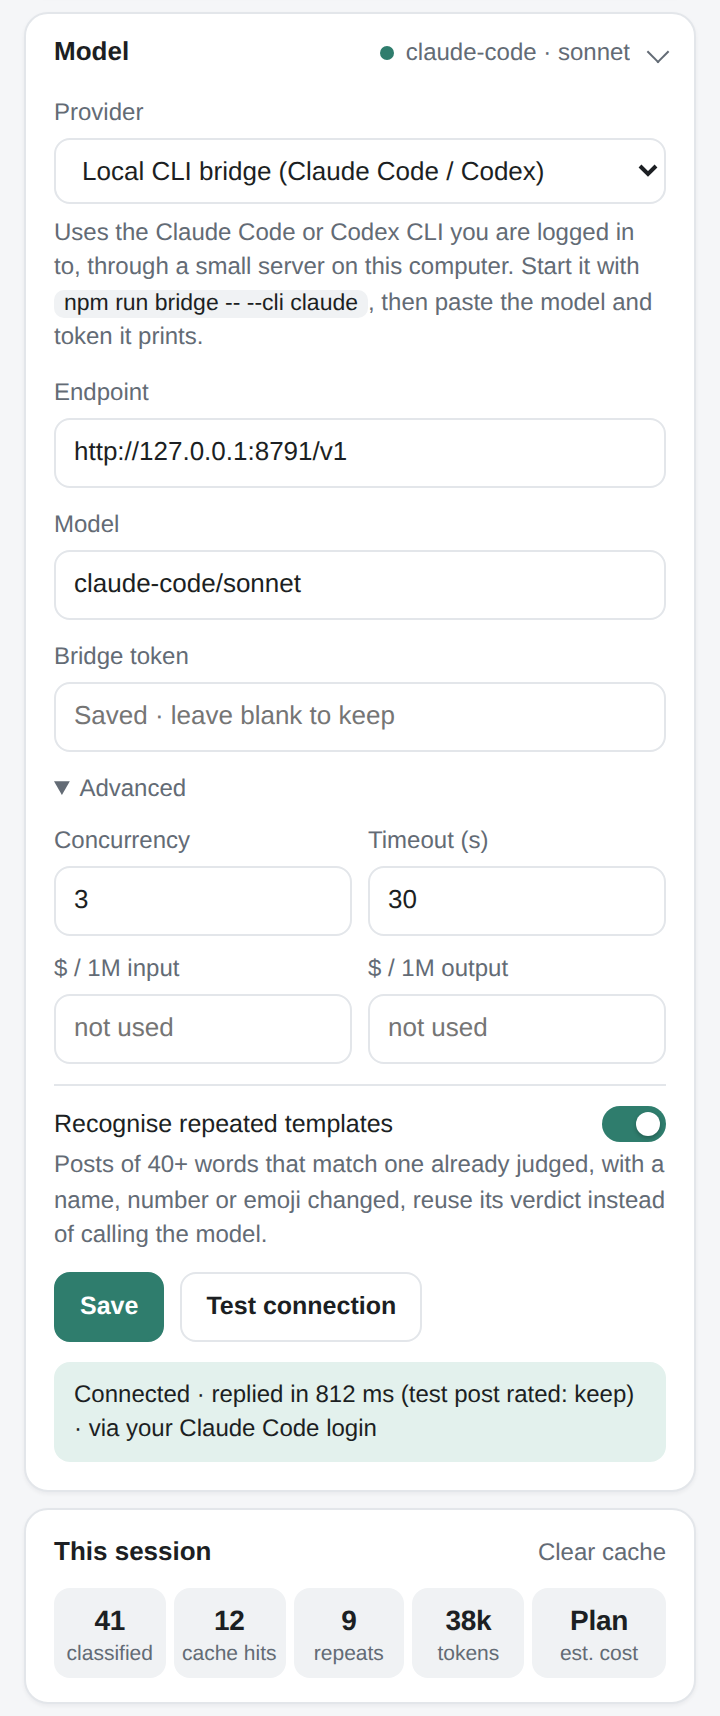 Model
claude-code · sonnet
Provider
Local CLI bridge (Claude Code / Codex)
Uses the Claude Code or Codex CLI you are logged in
to, through a small server on this computer. Start it with
npm run bridge -- --cli claude, then paste the model and
token it prints.
Endpoint
http://127.0.0.1:8791/v1
Model
claude-code/sonnet
Bridge token
Saved · leave blank to keep
Advanced
Concurrency Timeout (s)
3 30
$ / 1M input $ / 1M output
not used not used
Recognise repeated templates
Posts of 40+ words that match one already judged, with a
name, number or emoji changed, reuse its verdict instead
of calling the model.
Save Test connection
Connected · replied in 812 ms (test post rated: keep)
· via your Claude Code login
This session Clear cache
41 12 9 38k Plan
classified cache hits repeats tokens est. cost